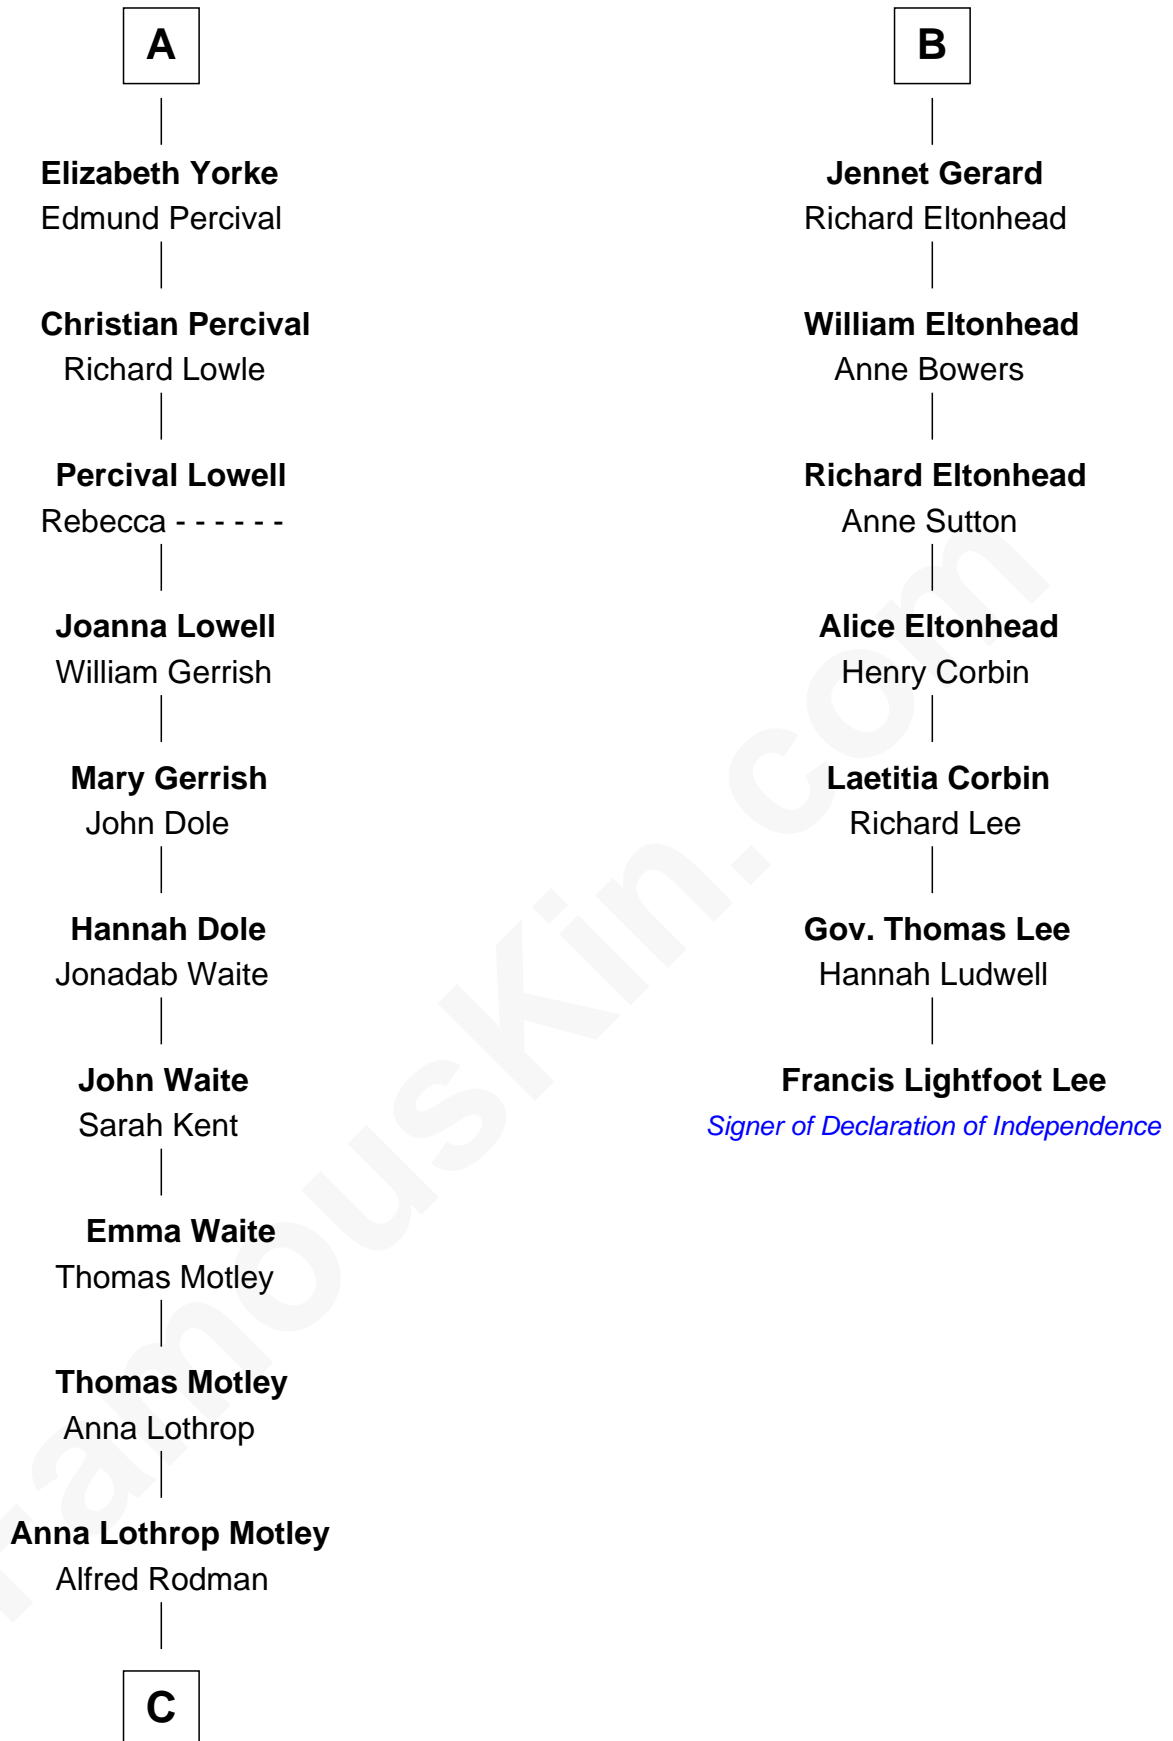 A
Elizabeth Yorke
Edmund Percival
Christian Percival
Richard Lowle
Percival Lowell
Rebecca - - - - - -
Joanna Lowell
William Gerrish
Mary Gerrish
John Dole
Hannah Dole
Jonadab Waite
John Waite
Sarah Kent
Emma Waite
Thomas Motley
Thomas Motley
Anna Lothrop
Anna Lothrop Motley
Alfred Rodman
C
B
Jennet Gerard
Richard Eltonhead
William Eltonhead
Anne Bowers
Richard Eltonhead
Anne Sutton
Alice Eltonhead
Henry Corbin
Laetitia Corbin
Richard Lee
Gov. Thomas Lee
Hannah Ludwell
Francis Lightfoot Lee
Signer of Declaration of Independence
FamousKin.com